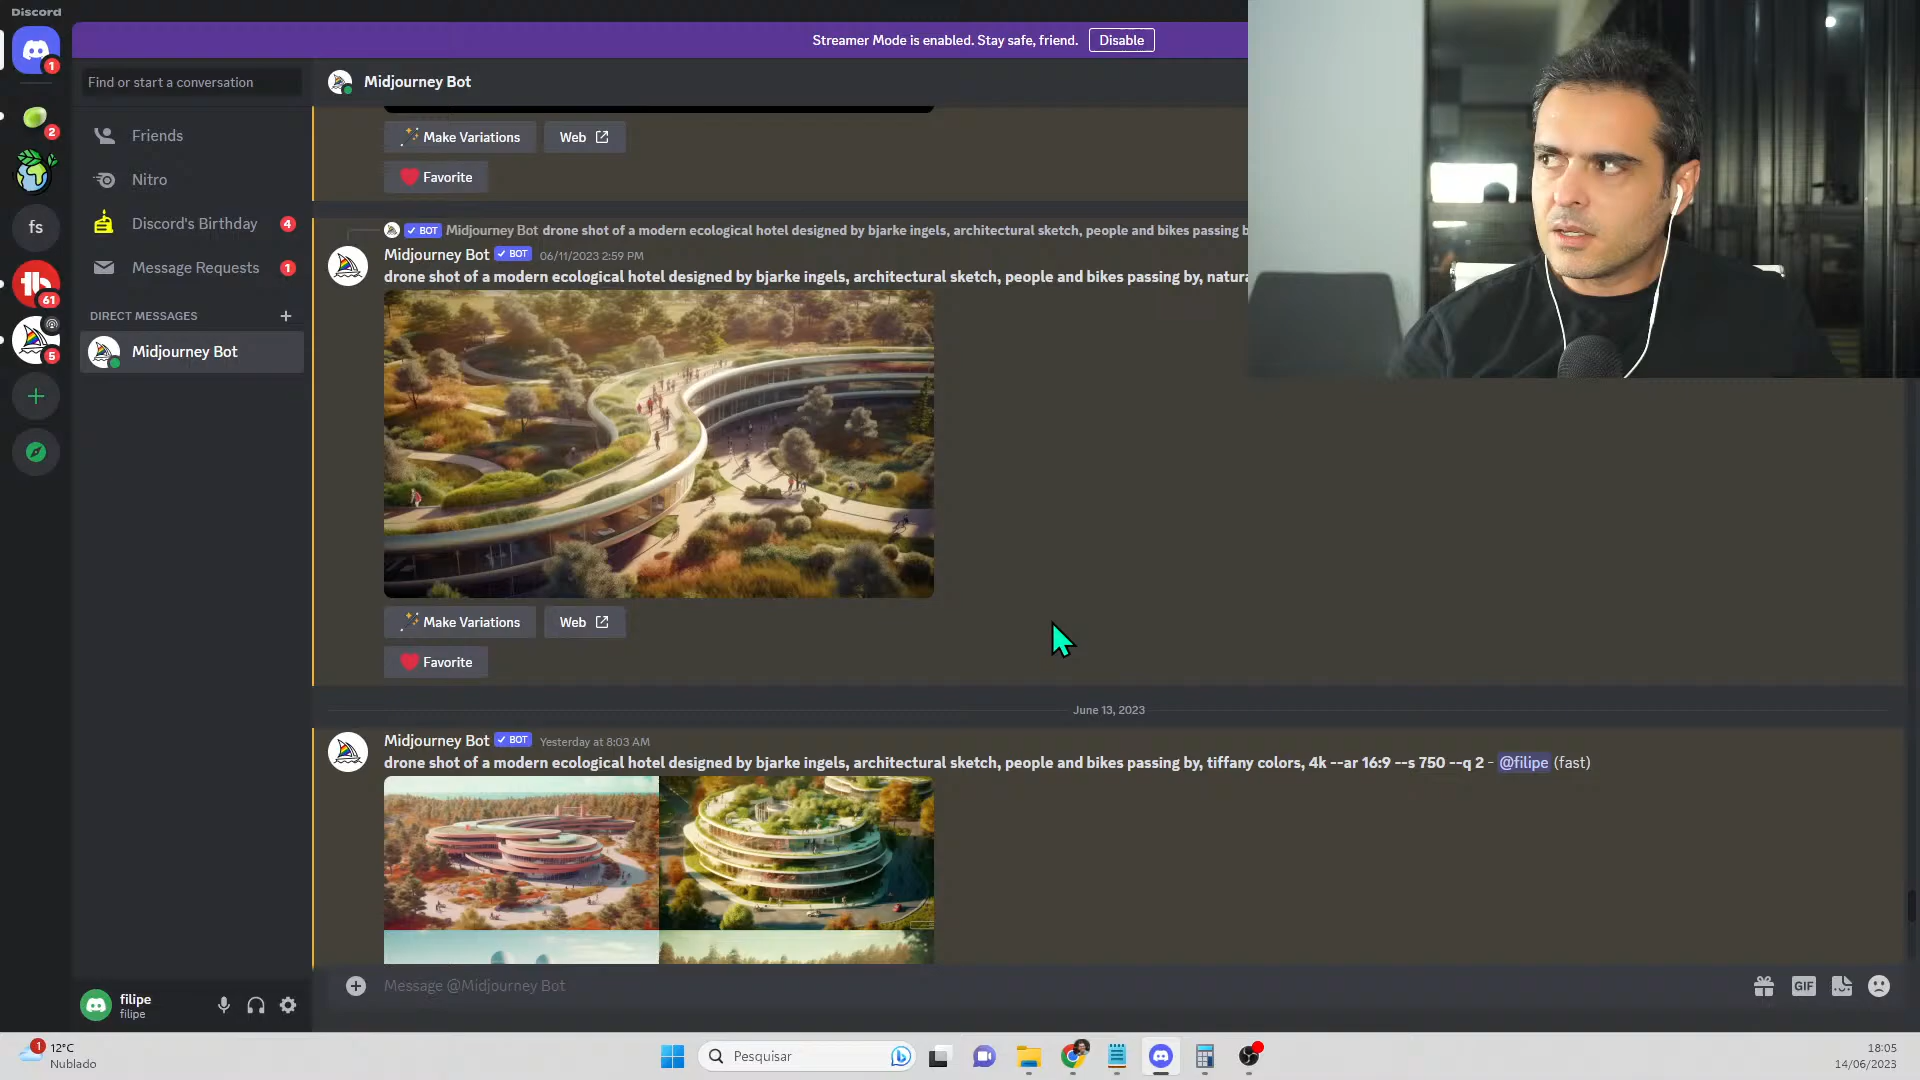 Discord
Streamer Mode is enabled. Stay safe, friend.
Disable
Find or start a conversation
Midjourney Bot
1
2
fs
61
5
Friends
Nitro
Discord's Birthday
4
Message Requests
1
DIRECT MESSAGES
Midjourney Bot
Make Variations
Web
Favorite
BOT Midjourney Bot drone shot of a modern ecological hotel designed by bjarke ingels, architectural sketch, people and bikes passing b
Midjourney Bot BOT 06/11/2023 2:59 PM
drone shot of a modern ecological hotel designed by bjarke ingels, architectural sketch, people and bikes passing by, natura
Make Variations
Web
Favorite
June 13, 2023
Midjourney Bot BOT Yesterday at 8:03 AM
drone shot of a modern ecological hotel designed by bjarke ingels, architectural sketch, people and bikes passing by, tiffany colors, 4k --ar 16:9 --s 750 --q 2 - @filipe (fast)
Message @Midjourney Bot
GIF
filipe
filipe
1
12°C
Nublado
Pesquisar
18:05
14/06/2023